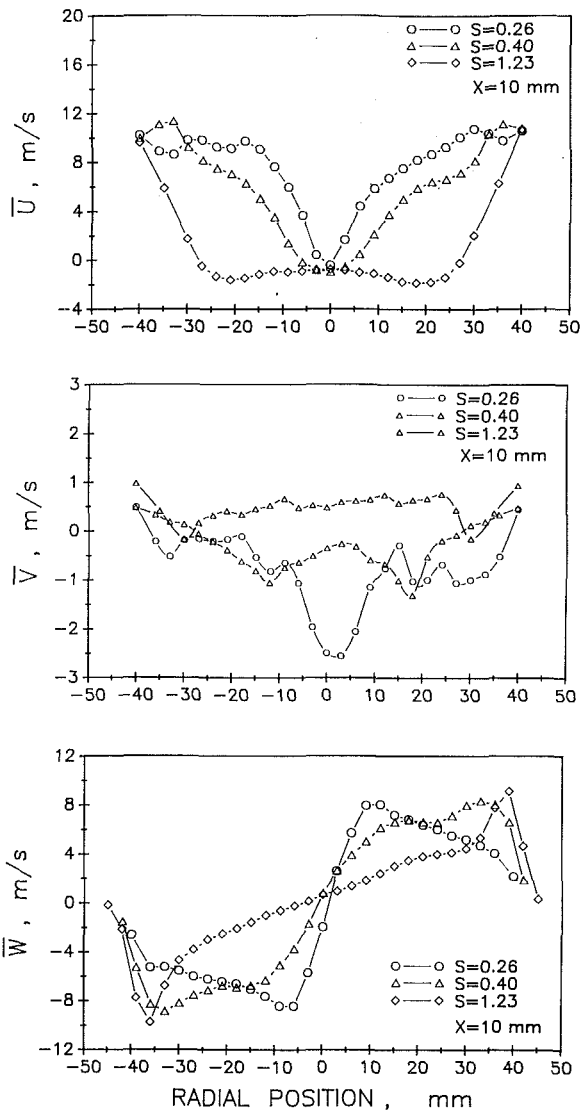 20
16
12
8
4
0
-4
U , m/s
S=0.26
S=0.40
S=1.23
X=10 mm
-50 -40 -30 -20 -10 0 10 20 30 40 50
3
2
1
0
-1
-2
-3
V , m/s
S=0.26
S=0.40
S=1.23
X=10 mm
-50 -40 -30 -20 -10 0 10 20 30 40 50
12
8
4
0
-4
-8
-12
W , m/s
S=0.26
S=0.40
S=1.23
X=10 mm
-50 -40 -30 -20 -10 0 10 20 30 40 50
RADIAL POSITION , mm